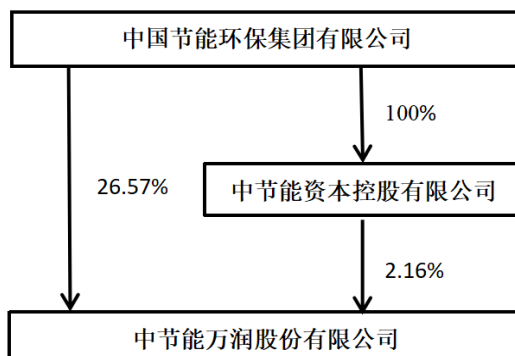 中国节能环保集团有限公司
100%
26.57%
中节能资本控股有限公司
2.16%
中节能万润股份有限公司